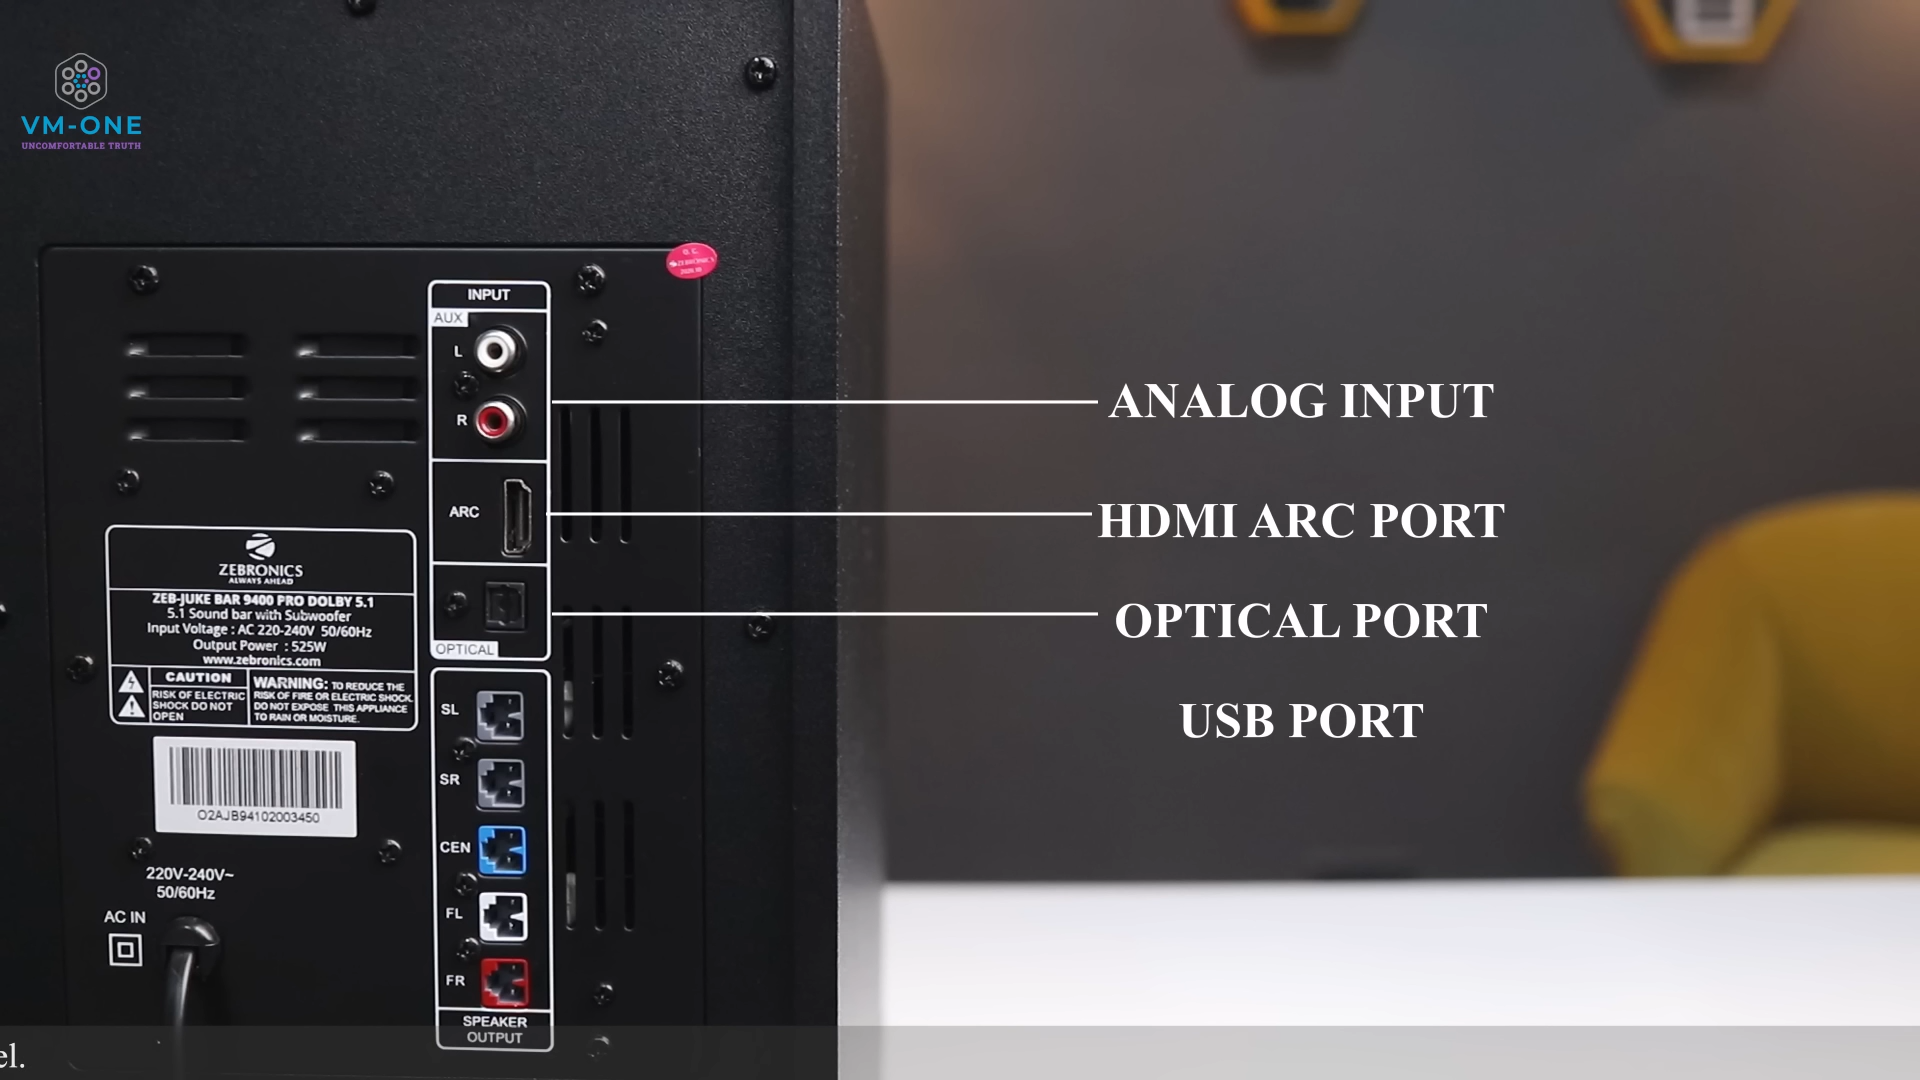 VM-ONE
UNCOMFORTABLE TRUTH
INPUT
AUX
L
R
ARC
OPTICAL
ANALOG INPUT
HDMI ARC PORT
OPTICAL PORT
USB PORT
ZEBRONICS
ALWAYS AHEAD
ZEB-JUKE BAR 9400 PRO DOLBY 5.1
5.1 Sound bar with Subwoofer
Input Voltage : AC 220-240V 50/60Hz
Output Power : 525W
www.zebronics.com
CAUTION
RISK OF ELECTRIC
SHOCK DO NOT
OPEN
WARNING: TO REDUCE THE
RISK OF FIRE OR ELECTRIC SHOCK.
DO NOT EXPOSE THIS APPLIANCE
TO RAIN OR MOISTURE.
O2AJB94102003450
220V-240V~
50/60Hz
AC IN
SL
SR
CEN
FL
FR
SPEAKER
OUTPUT
el.